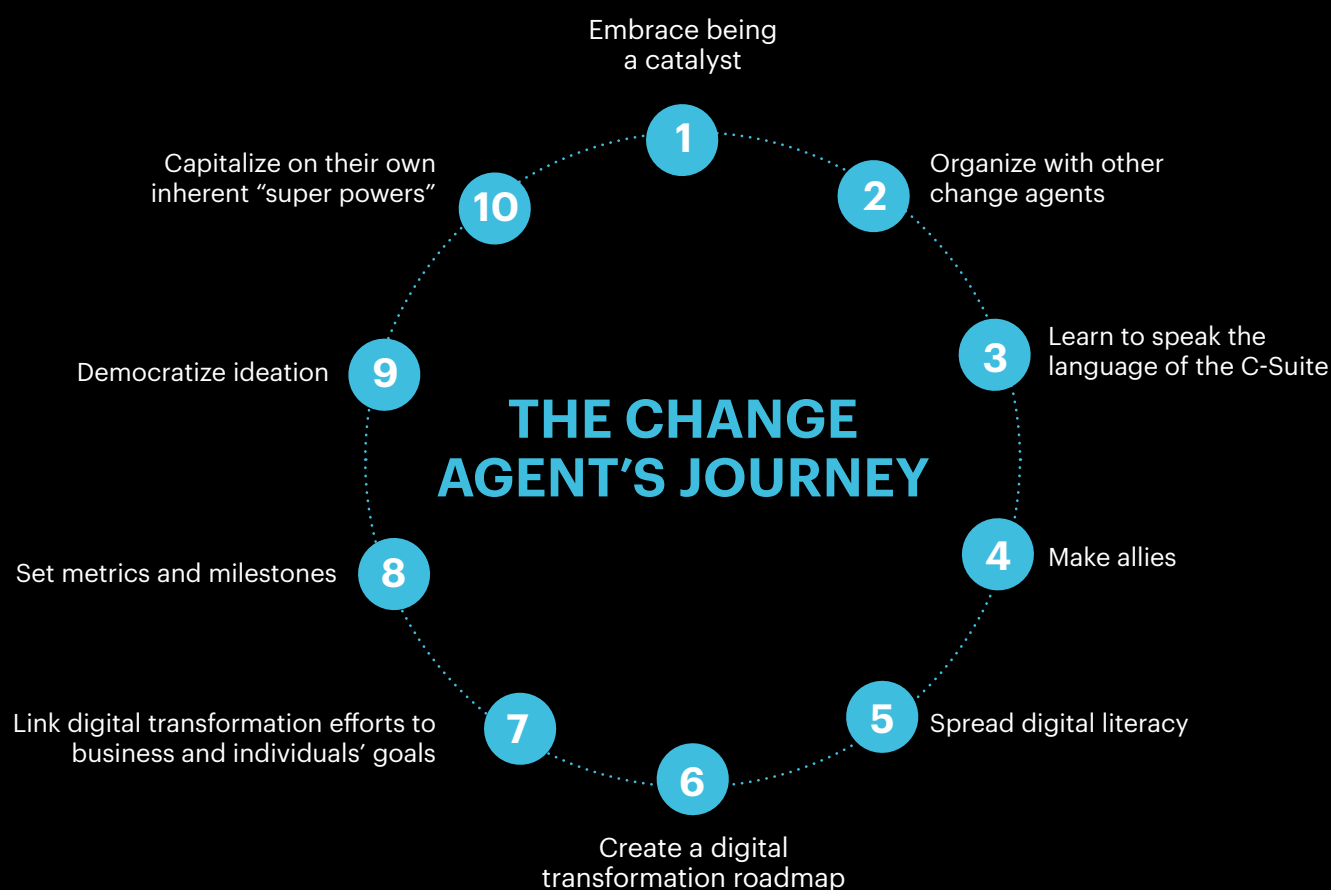 THE CHANGE
AGENT’S JOURNEY
1
Embrace being
a catalyst
2
Organize with other
change agents
3
Learn to speak the
language of the C-Suite
4
Make allies
5
Spread digital literacy
6
Create a digital
transformation roadmap
7
Link digital transformation efforts to
business and individuals’ goals
8
Set metrics and milestones
9
Democratize ideation
10
Capitalize on their own
inherent “super powers”